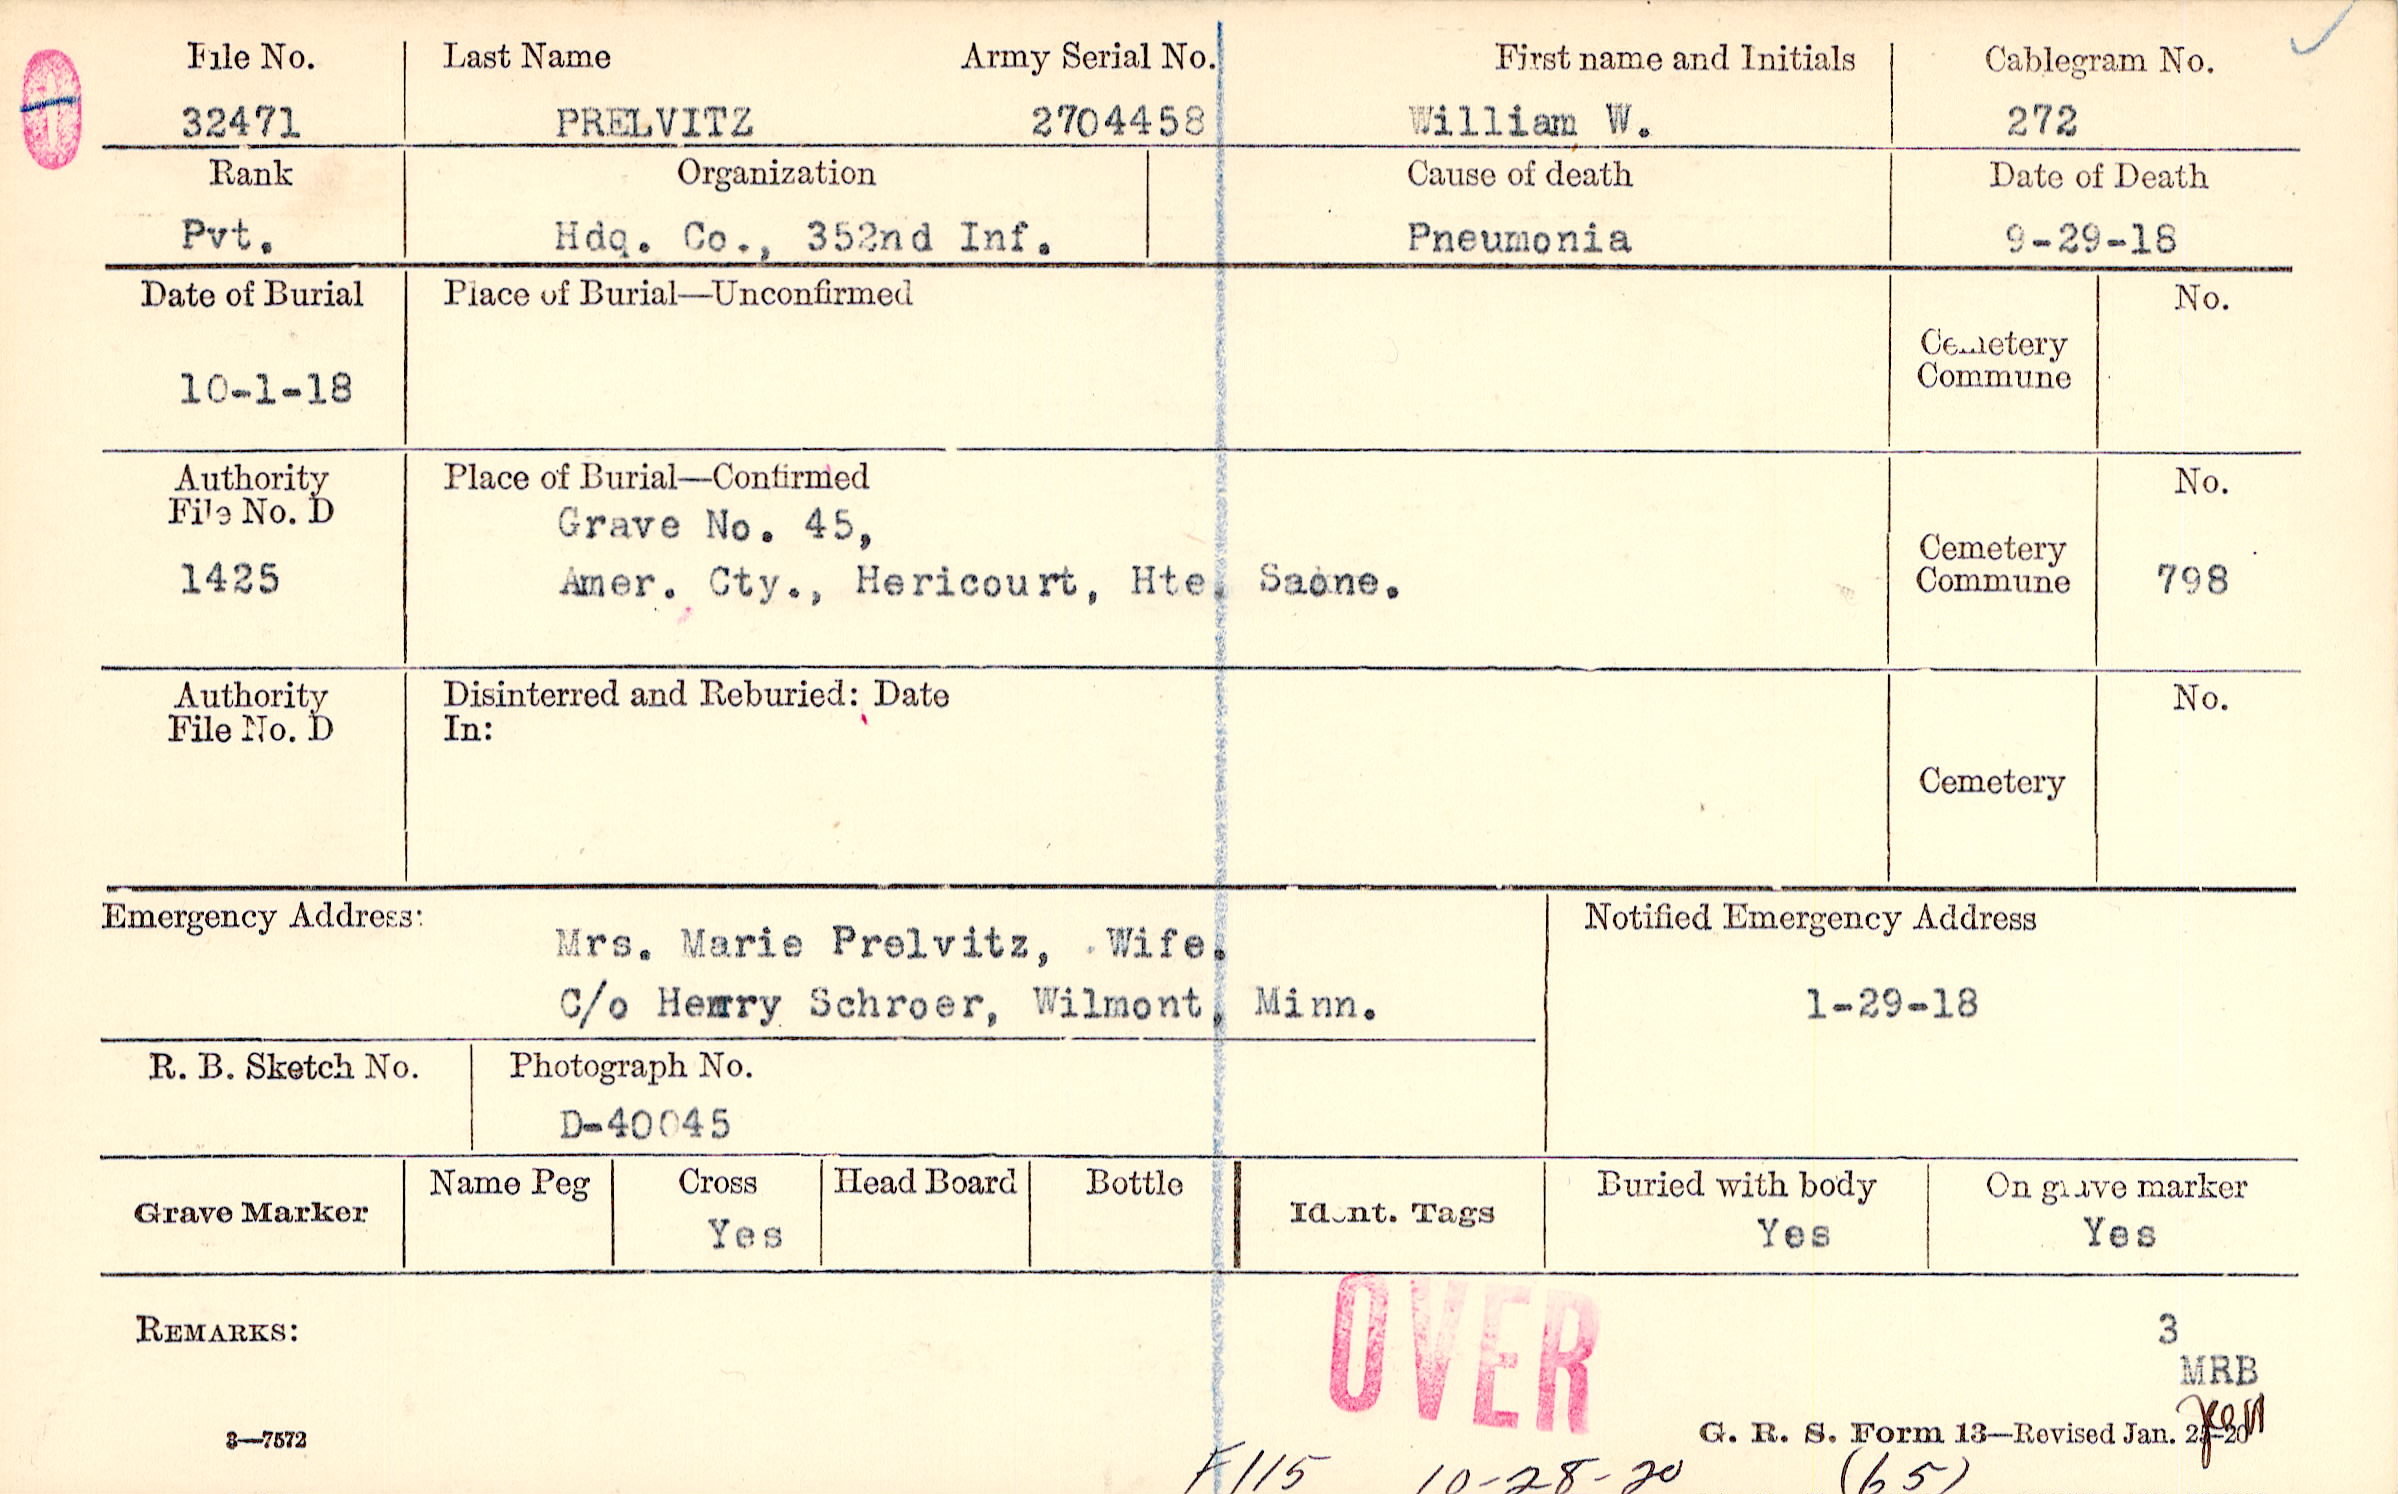 File No. Last Name Army Serial No. First name and Initials Cablegram No.
32471 PRELVITZ 2704458 William W. 272
Rank Organization Cause of death Date of Death
Pvt. Hdq. Co., 352nd Inf. Pneumonia 9-29-18
Date of Burial Place of Burial—Unconfirmed No.
Cemetery
Commune
10-1-18
Authority Place of Burial—Confirmed No.
File No. D
Grave No. 45,
Cemetery
1425 Amer. Cty., Hericourt, Hte. Saone. Commune 798
Authority Disinterred and Reburied: Date No.
File No. D In:
Cemetery
Emergency Address: Notified Emergency Address
Mrs. Marie Prelvitz, Wife.
C/o Henry Schroer, Wilmont, Minn. 1-29-18
R. B. Sketch No. Photograph No.
D-40045
Grave Marker Name Peg Cross Head Board Bottle Ident. Tags Buried with body On grave marker
Yes Yes Yes
OVER
REMARKS: 3
MRB
3—7572 G. R. S. Form 13—Revised Jan.
F115 10-28-20 (65)